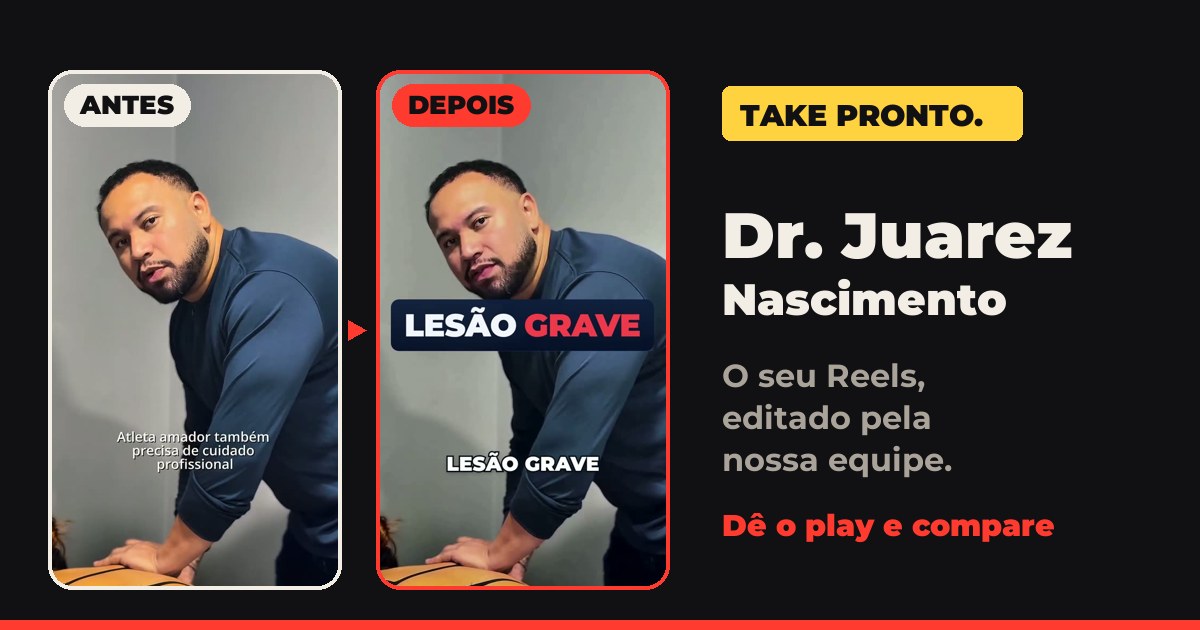 ANTES
Atleta amador também
precisa de cuidado
profissional
DEPOIS
LESÃO GRAVE
LESÃO GRAVE
TAKE PRONTO.
Dr. Juarez
Nascimento
O seu Reels,
editado pela
nossa equipe.
Dê o play e compare